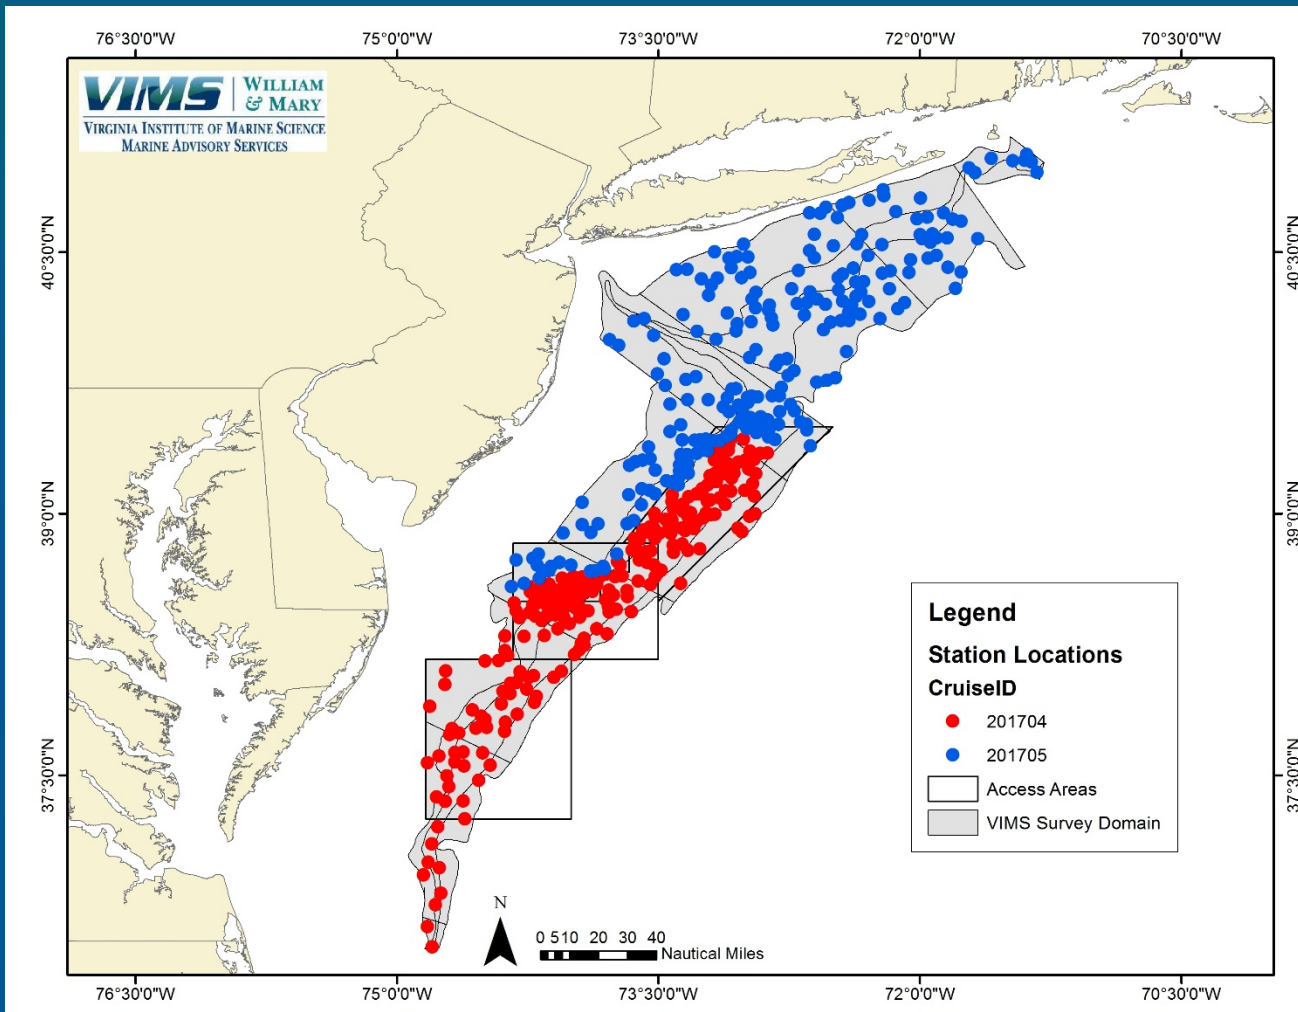 76°30'0"W 75°0'0"W 73°30'0"W 72°0'0"W 70°30'0"W
VIMS WILLIAM & MARY
VIRGINIA INSTITUTE OF MARINE SCIENCE
MARINE ADVISORY SERVICES
40°30'0"N 40°30'0"N
39°0'0"N 39°0'0"N
37°30'0"N 37°30'0"N
Legend
Station Locations
CruiseID
201704
201705
Access Areas
VIMS Survey Domain
N
0 5 10 20 30 40
Nautical Miles
76°30'0"W 75°0'0"W 73°30'0"W 72°0'0"W 70°30'0"W